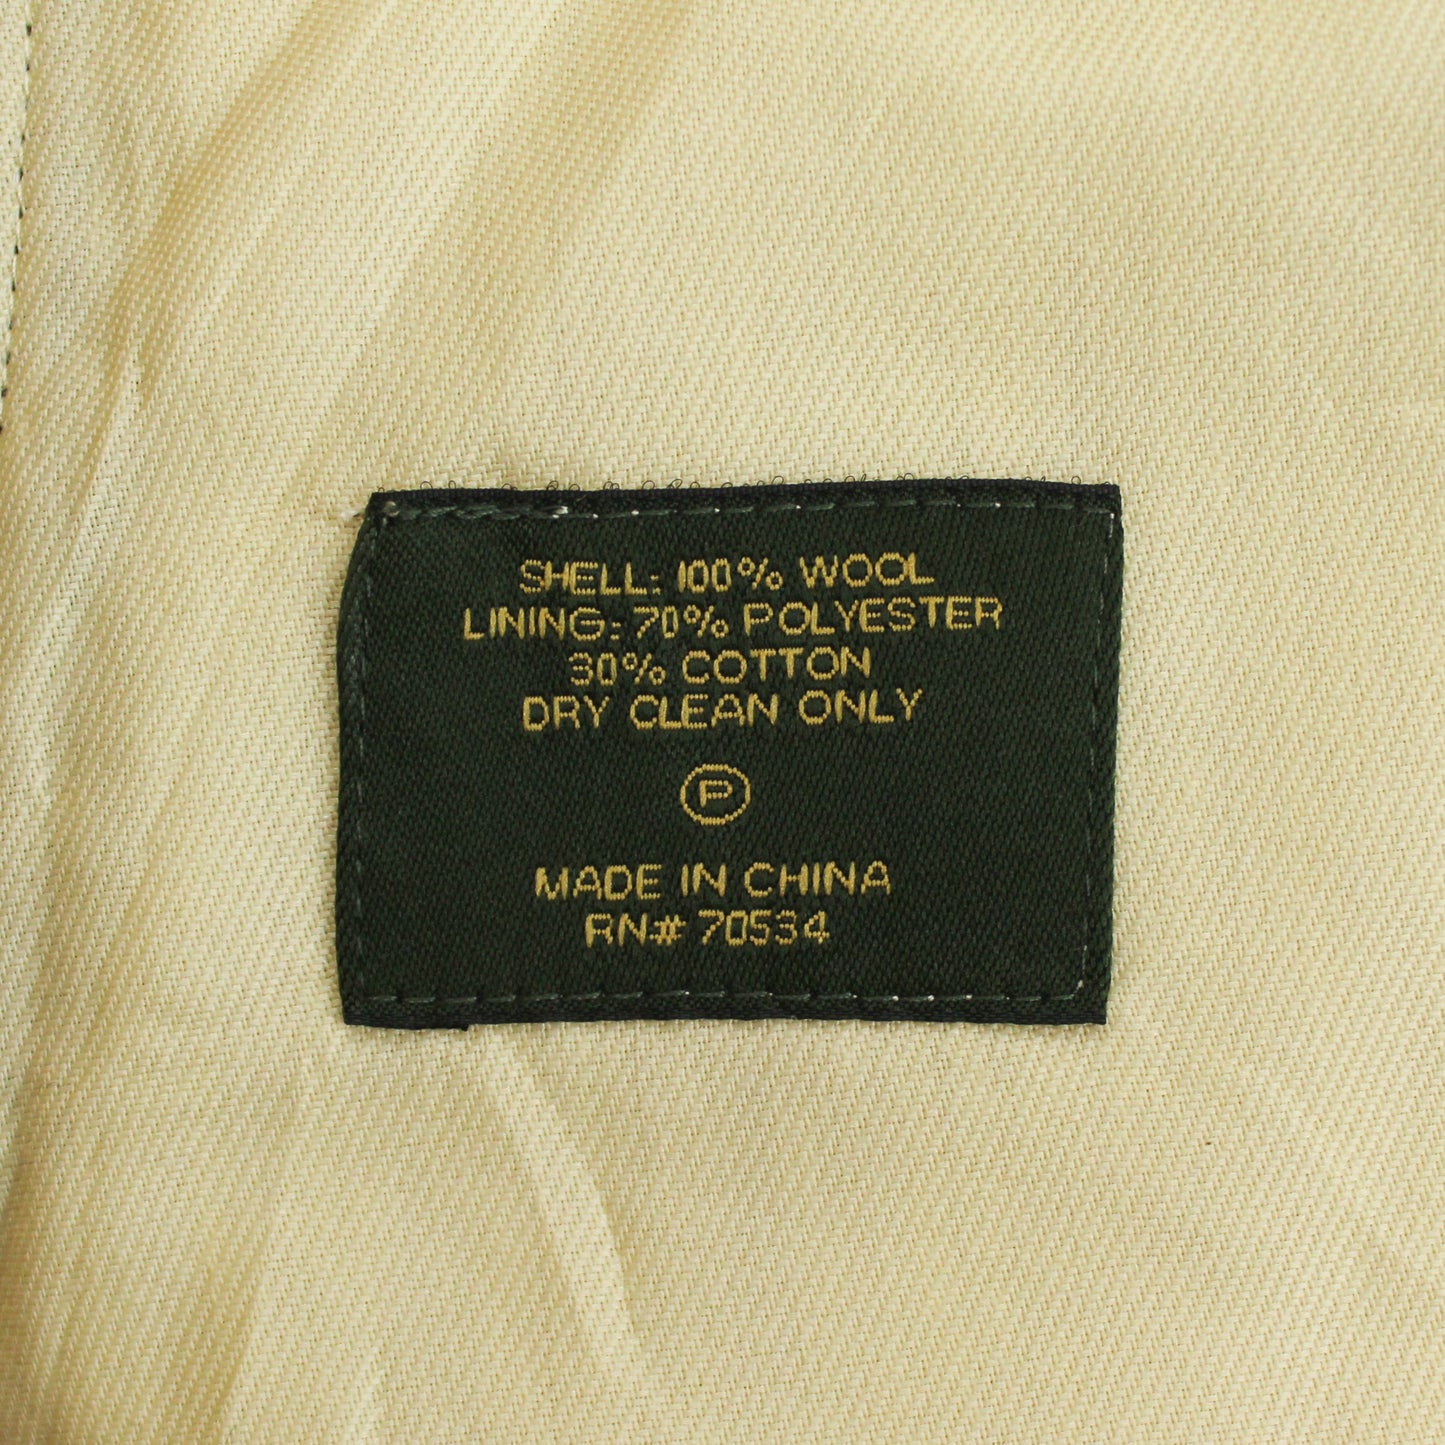 SHELL: 100% WOOL
LINING: 70% POLYESTER
30% COTTON
DRY CLEAN ONLY
P
MADE IN CHINA
RN# 70534